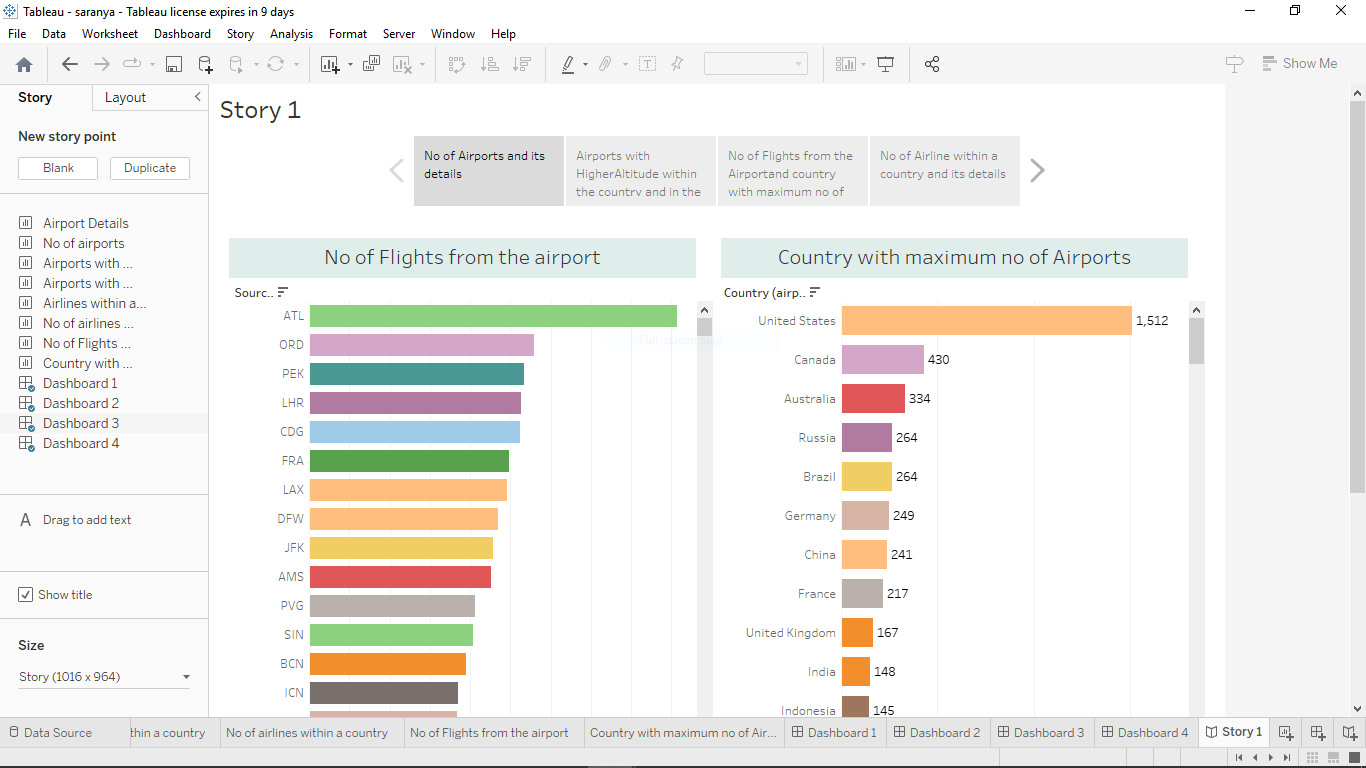 Tableau - saranya - Tableau license expires in 9 days
File Data Worksheet Dashboard Story Analysis Format Server Window Help
Show Me
Story Layout
New story point
Blank Duplicate
Airport Details
No of airports
Airports with ...
Airports with ...
Airlines within a...
No of airlines ...
No of Flights ...
Country with ...
Dashboard 1
Dashboard 2
Dashboard 3
Dashboard 4
A Drag to add text
Show title
Size
Story (1016 x 964)
Story 1
No of Airports and its
details
Airports with
HigherAltitude within
the country and in the
No of Flights from the
Airportand country
with maximum no of
No of Airline within a
country and its details
No of Flights from the airport
Sourc..
ATL
ORD
PEK
LHR
CDG
FRA
LAX
DFW
JFK
AMS
PVG
SIN
BCN
ICN
Country with maximum no of Airports
Country (airp..
United States 1,512
Canada 430
Australia 334
Russia 264
Brazil 264
Germany 249
China 241
France 217
United Kingdom 167
India 148
Indonesia 145
Data Source thin a country No of airlines within a country No of Flights from the airport Country with maximum no of Air... Dashboard 1 Dashboard 2 Dashboard 3 Dashboard 4 Story 1